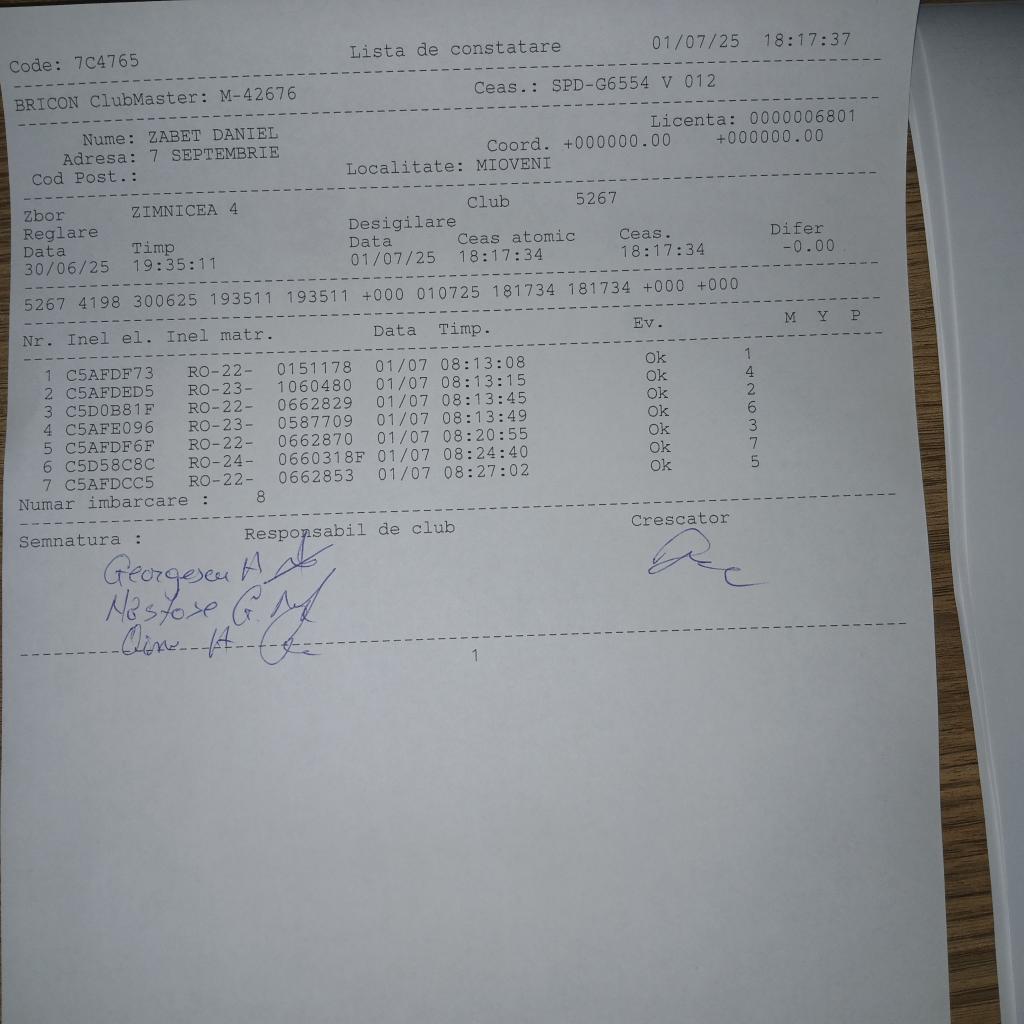 Code: 7C4765 Lista de constatare 01/07/25 18:17:37
BRICON ClubMaster: M-42676 Ceas.: SPD-G6554 V 012
Nume: ZABET DANIEL Licenta: 0000006801
Adresa: 7 SEPTEMBRIE Coord. +000000.00 +000000.00
Cod Post.: Localitate: MIOVENI
Zbor ZIMNICEA 4 Club 5267
Reglare Desigilare
Data Timp Data Ceas atomic Ceas. Difer
30/06/25 19:35:11 01/07/25 18:17:34 18:17:34 -0.00
5267 4198 300625 193511 193511 +000 010725 181734 181734 +000 +000
Nr. Inel el. Inel matr. Data Timp. Ev. M Y P
1 C5AFDF73 RO-22- 0151178 01/07 08:13:08 Ok 1
2 C5AFDED5 RO-23- 1060480 01/07 08:13:15 Ok 4
3 C5D0B81F RO-22- 0662829 01/07 08:13:45 Ok 2
4 C5AFE096 RO-23- 0587709 01/07 08:13:49 Ok 6
5 C5AFDF6F RO-22- 0662870 01/07 08:20:55 Ok 3
6 C5D58C8C RO-24- 0660318F 01/07 08:24:40 Ok 7
7 C5AFDCC5 RO-22- 0662853 01/07 08:27:02 Ok 5
Numar imbarcare : 8
Semnatura : Responsabil de club Crescator
Georgescu A
G.
A
1